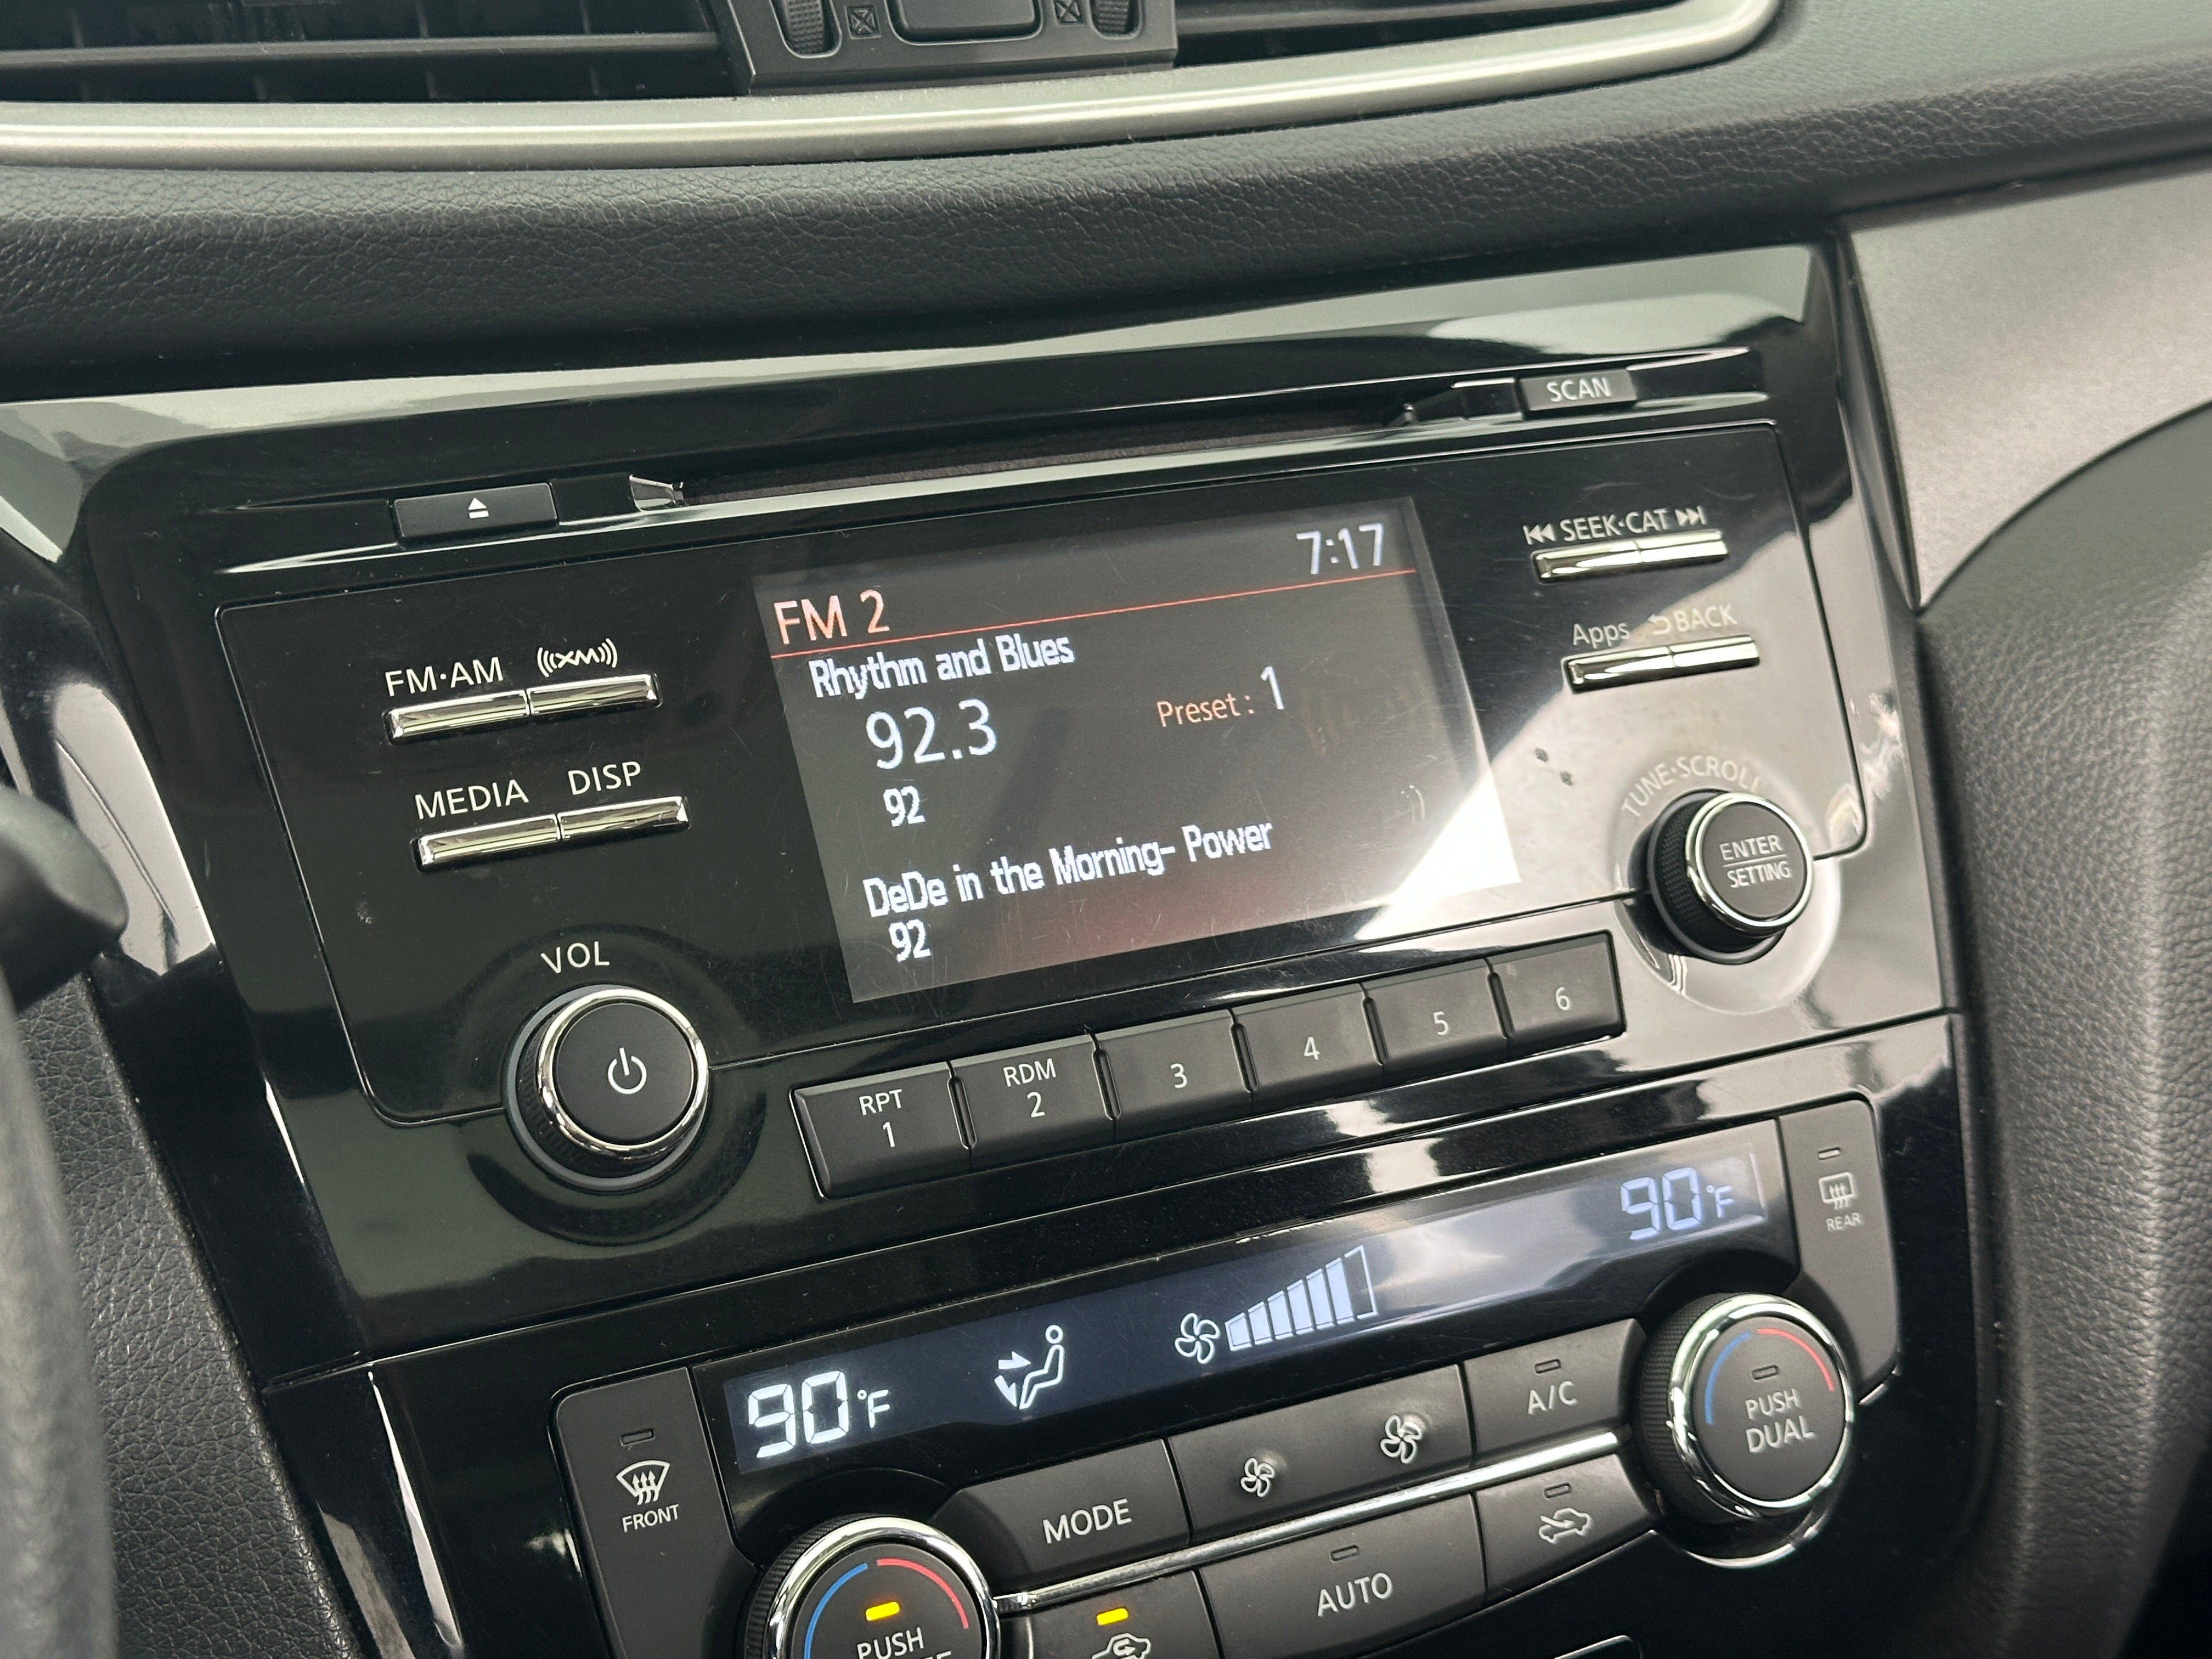 SCAN
SEEK·CAT
7:17
FM 2
Rhythm and Blues
92.3
Preset : 1
92
DeDe in the Morning- Power
92
FM·AM
XM
MEDIA
DISP
VOL
Apps
BACK
TUNE·SCROLL
ENTER
SETTING
RPT
1
RDM
2
3
4
5
6
90°F
REAR
90°F
FRONT
MODE
A/C
PUSH
DUAL
AUTO
PUSH